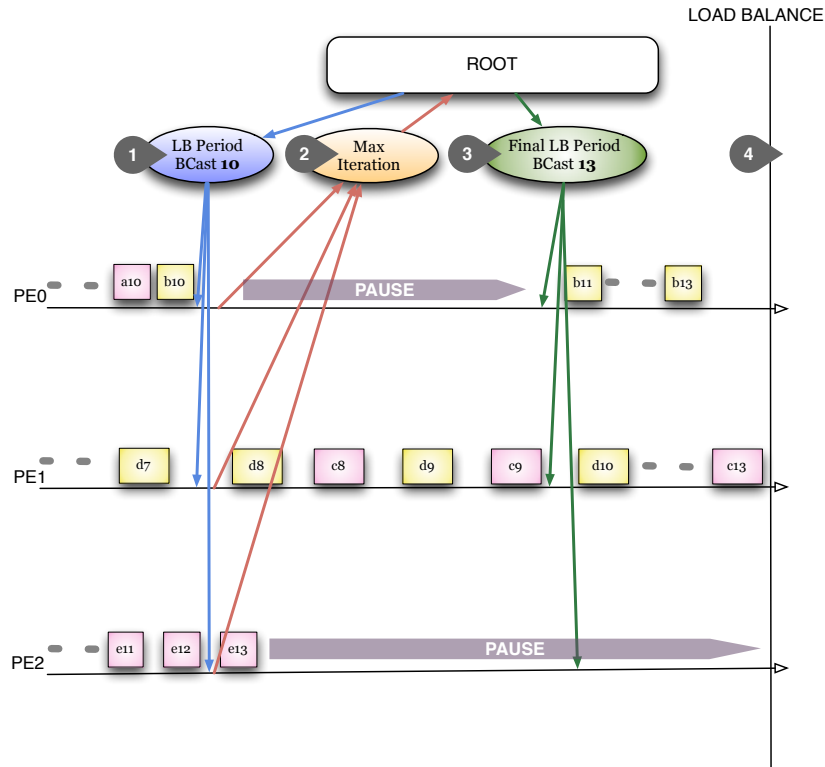 LOAD BALANCE
ROOT
1
LB Period
BCast 10
2
Max
Iteration
3
Final LB Period
BCast 13
4
PE0
a10
b10
PAUSE
b11
b13
PE1
d7
d8
c8
d9
c9
d10
c13
PE2
e11
e12
e13
PAUSE